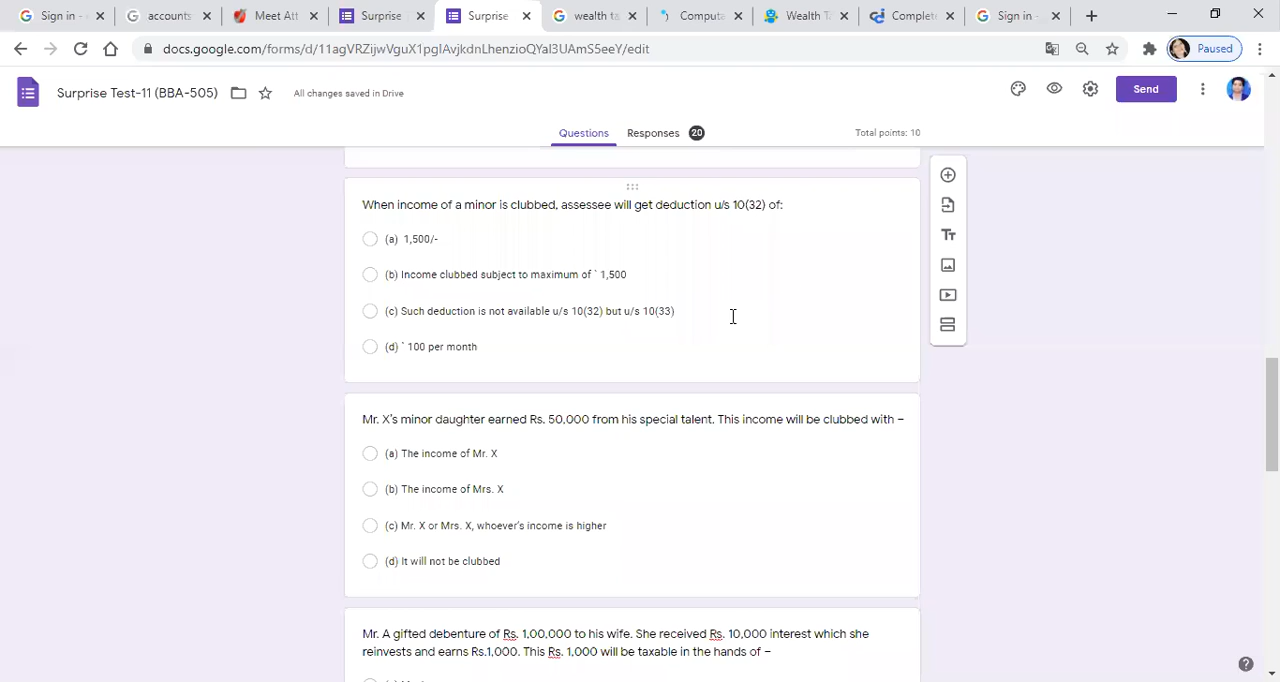 Sign in -
accounts
Meet Att
Surprise
Surprise
wealth ta
Computa
Wealth TA
Complete
Sign in -
docs.google.com/forms/d/11agVRZijwVguX1pgIAvjkdnLhenzioQYal3UAmS5eeY/edit
Paused
Surprise Test-11 (BBA-505)
All changes saved in Drive
Send
Questions
Responses 20
Total points: 10
When income of a minor is clubbed, assessee will get deduction u/s 10(32) of:
(a) 1,500/-
(b) Income clubbed subject to maximum of ` 1,500
(c) Such deduction is not available u/s 10(32) but u/s 10(33)
(d) ` 100 per month
Mr. X's minor daughter earned Rs. 50,000 from his special talent. This income will be clubbed with –
(a) The income of Mr. X
(b) The income of Mrs. X
(c) Mr. X or Mrs. X, whoever's income is higher
(d) It will not be clubbed
Mr. A gifted debenture of Rs. 1,00,000 to his wife. She received Rs. 10,000 interest which she
reinvests and earns Rs.1,000. This Rs. 1,000 will be taxable in the hands of –